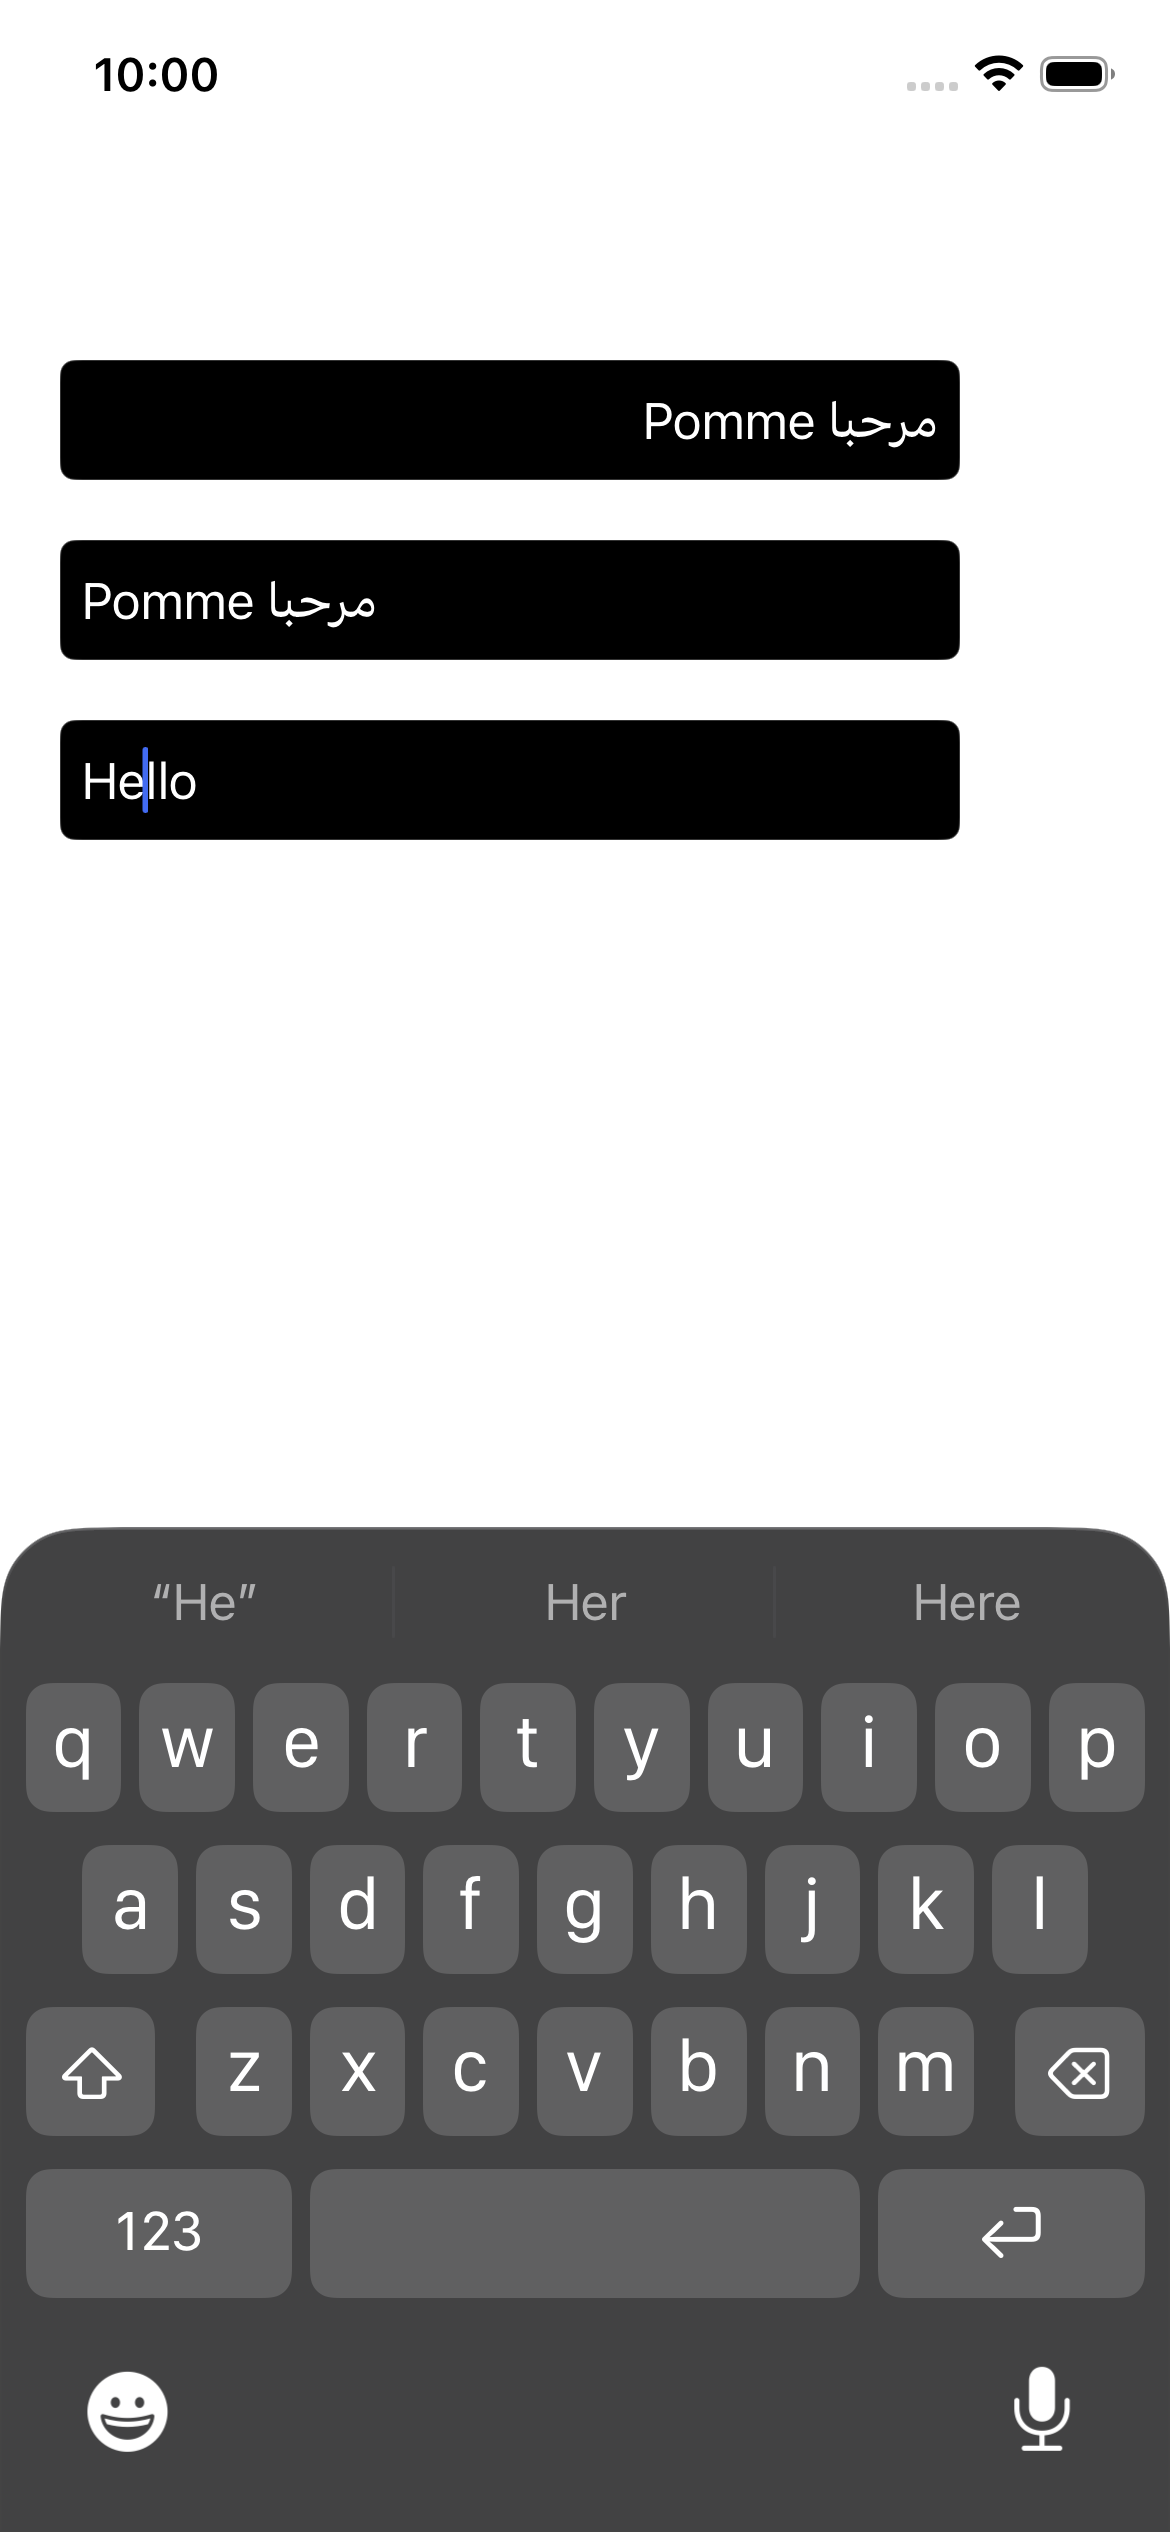 10:00
مرحبا Pomme
Pomme مرحبا
Hello
“He” Her Here
q w e r t y u i o p
a s d f g h j k l
z x c v b n m
123